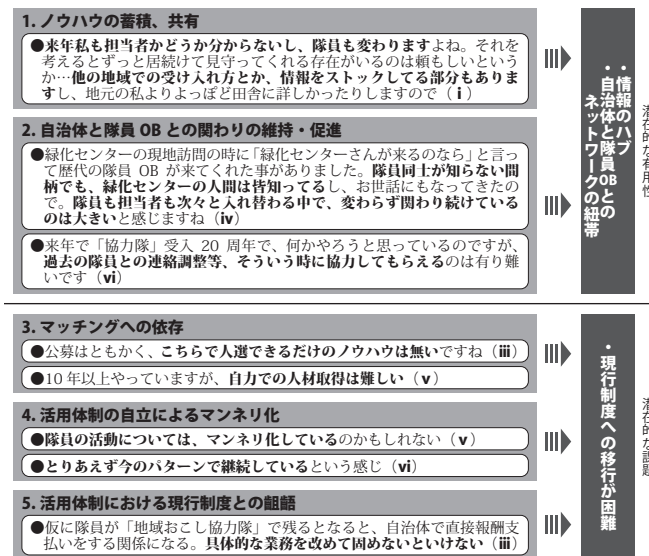 1. ノウハウの蓄積、共有
●来年私も担当者かどうか分からないし、隊員も変わりますよね。それを
考えるとずっと居続けて見守ってくれる存在がいるのは頼もしいという
か…他の地域での受け入れ方とか、情報をストックしてる部分もありま
すし、地元の私よりよっぽど田舎に詳しかったりしますので（ⅰ）
2. 自治体と隊員 OB との関わりの維持・促進
●緑化センターの現地訪問の時に「緑化センターさんが来るのなら」と言っ
て歴代の隊員 OB が来てくれた事がありました。隊員同士が知らない間
柄でも、緑化センターの人間は皆知ってるし、お世話にもなってきたの
で。隊員も担当者も次々と入れ替わる中で、変わらず関わり続けている
のは大きいと感じますね（ⅳ）
●来年で「協力隊」受入 20 周年で、何かやろうと思っているのですが、
過去の隊員との連絡調整等、そういう時に協力してもらえるのは有り難
いです（ⅵ）
・情報のハブ
・自治体と隊員OBとの
ネットワークの紐帯
潜在的な有用性
3. マッチングへの依存
●公募はともかく、こちらで人選できるだけのノウハウは無いですね（ⅲ）
●10 年以上やっていますが、自力での人材取得は難しい（ⅴ）
4. 活用体制の自立によるマンネリ化
●隊員の活動については、マンネリ化しているのかもしれない（ⅴ）
●とりあえず今のパターンで継続しているという感じ（ⅵ）
5. 活用体制における現行制度との齟齬
●仮に隊員が「地域おこし協力隊」で残るとなると、自治体で直接報酬支
払いをする関係になる。具体的な業務を改めて固めないといけない（ⅲ）
・現行制度への移行が困難
潜在的な課題